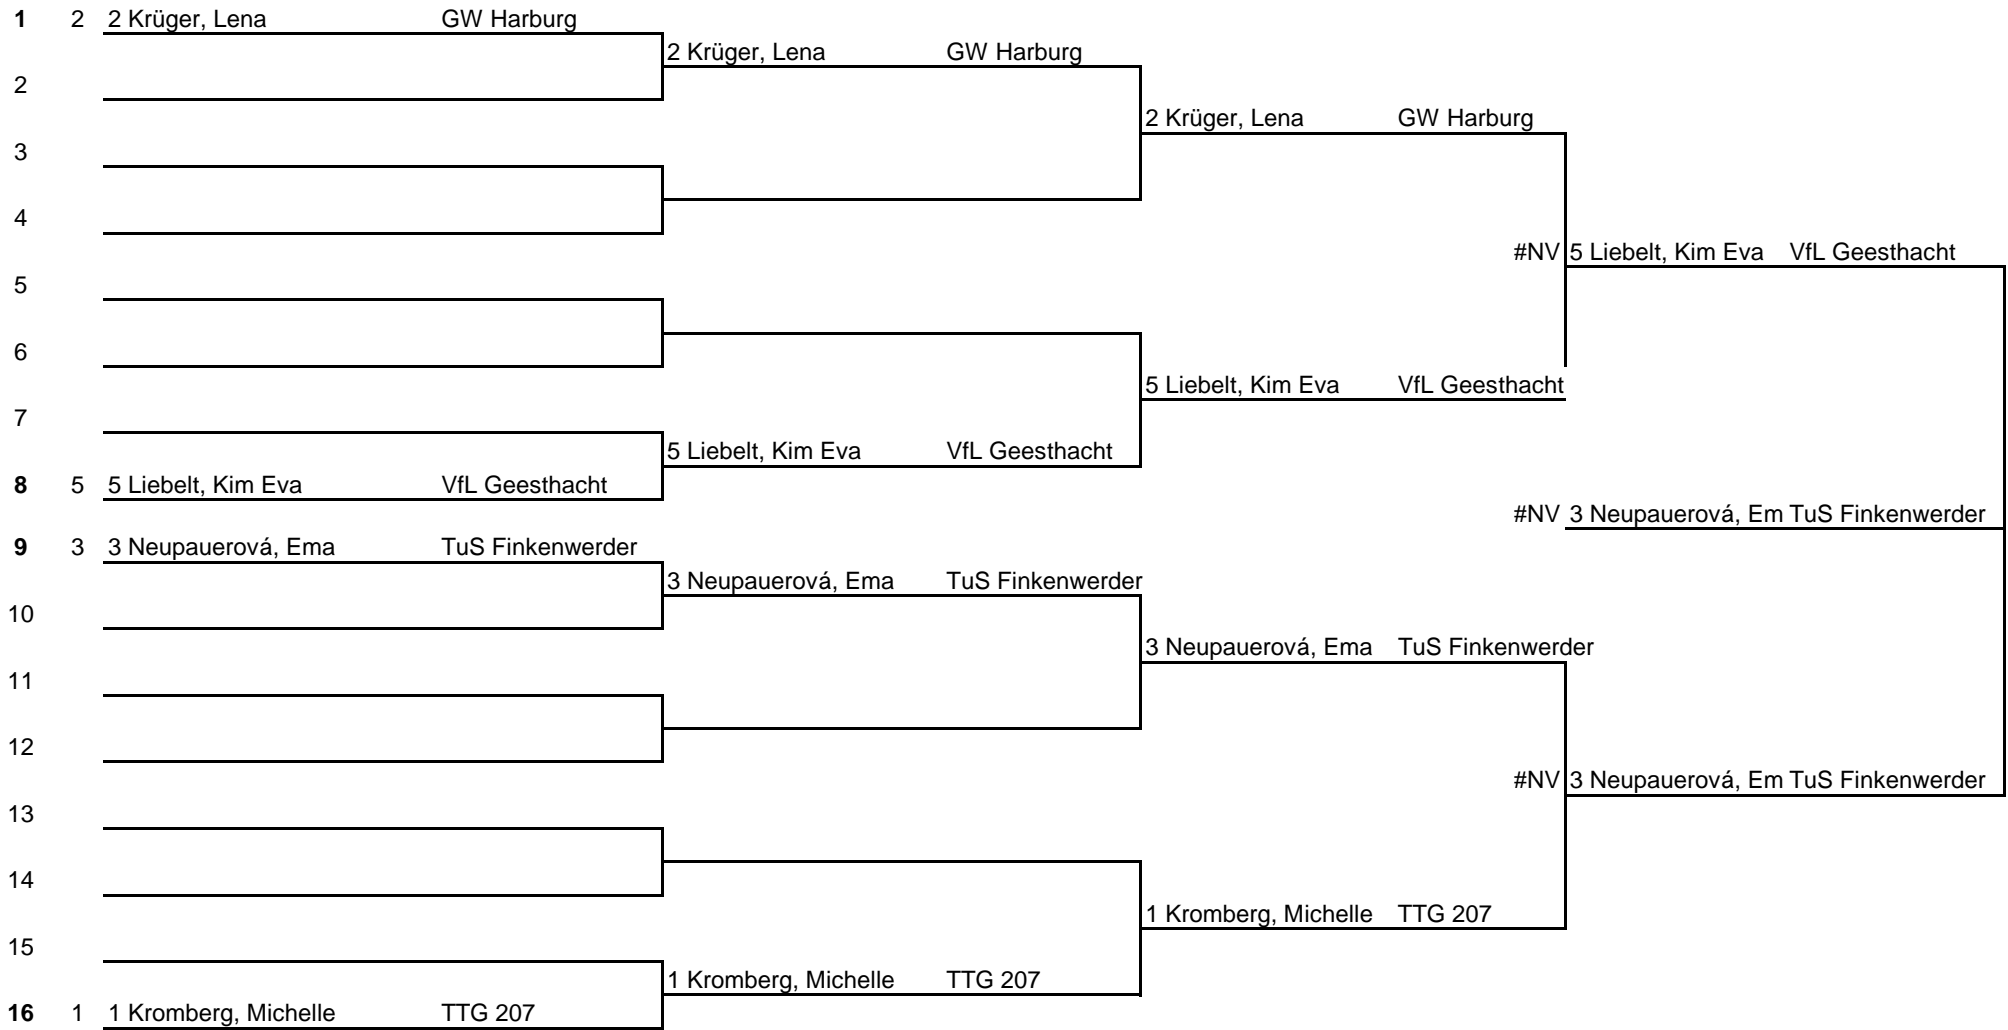 1 2 2 Krüger, Lena GW Harburg
2 Krüger, Lena GW Harburg
2
2 Krüger, Lena GW Harburg
3
4
#NV 5 Liebelt, Kim Eva VfL Geesthacht
5
6
5 Liebelt, Kim Eva VfL Geesthacht
7
5 Liebelt, Kim Eva VfL Geesthacht
8 5 5 Liebelt, Kim Eva VfL Geesthacht
#NV 3 Neupauerová, Em TuS Finkenwerder
9 3 3 Neupauerová, Ema TuS Finkenwerder
3 Neupauerová, Ema TuS Finkenwerder
10
3 Neupauerová, Ema TuS Finkenwerder
11
12
#NV 3 Neupauerová, Em TuS Finkenwerder
13
14
1 Kromberg, Michelle TTG 207
15
1 Kromberg, Michelle TTG 207
16 1 1 Kromberg, Michelle TTG 207